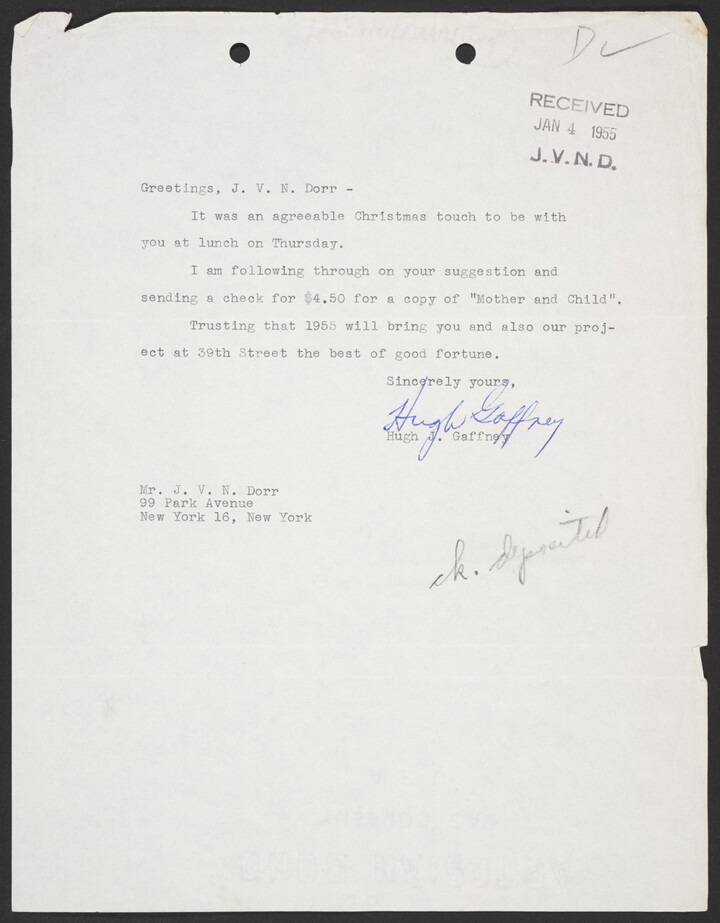 RECEIVED
JAN 4 1955
J. V. N. D.
Greetings, J. V. N. Dorr -
It was an agreeable Christmas touch to be with
you at lunch on Thursday.
I am following through on your suggestion and
sending a check for $4.50 for a copy of "Mother and Child".
Trusting that 1955 will bring you and also our proj-
ect at 39th Street the best of good fortune.
Sincerely yours,
Hugh Gaffney
Hugh J. Gaffney
Mr. J. V. N. Dorr
99 Park Avenue
New York 16, New York
ck. deposited